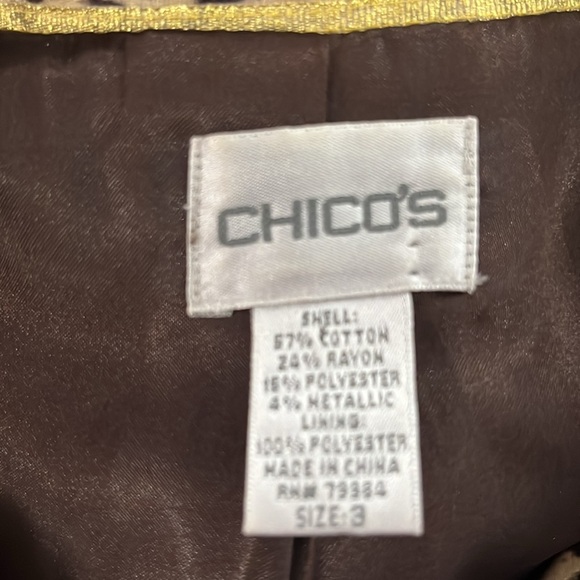 CHICO'S
SHELL:
57% COTTON
24% RAYON
15% POLYESTER
4% METALLIC
LINING:
100% POLYESTER
MADE IN CHINA
RN# 79384
SIZE: 3